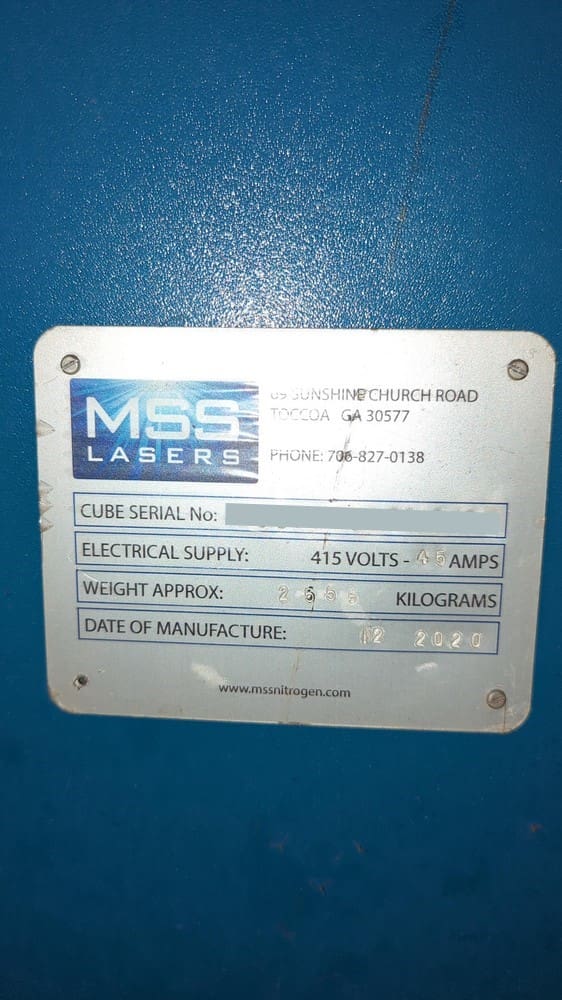 MSS
LASERS
SUNSHINE CHURCH ROAD
TOCCOA GA 30577
PHONE: 706-827-0138
CUBE SERIAL No:
ELECTRICAL SUPPLY: 415 VOLTS - 45 AMPS
WEIGHT APPROX: KILOGRAMS
DATE OF MANUFACTURE: 2020
www.mssnitrogen.com